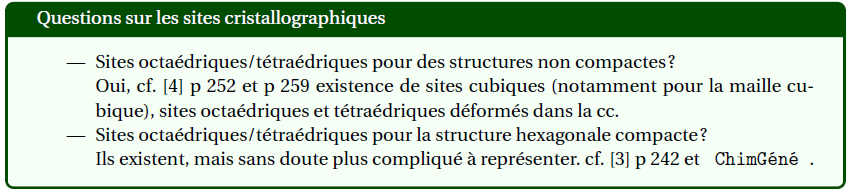 Questions sur les sites cristallographiques
— Sites octaédriques/tétraédriques pour des structures non compactes?
Oui, cf. [4] p 252 et p 259 existence de sites cubiques (notamment pour la maille cu-
bique), sites octaédriques et tétraédriques déformés dans la cc.
— Sites octaédriques/tétraédriques pour la structure hexagonale compacte?
Ils existent, mais sans doute plus compliqué à représenter. cf. [3] p 242 et ChimGéné .